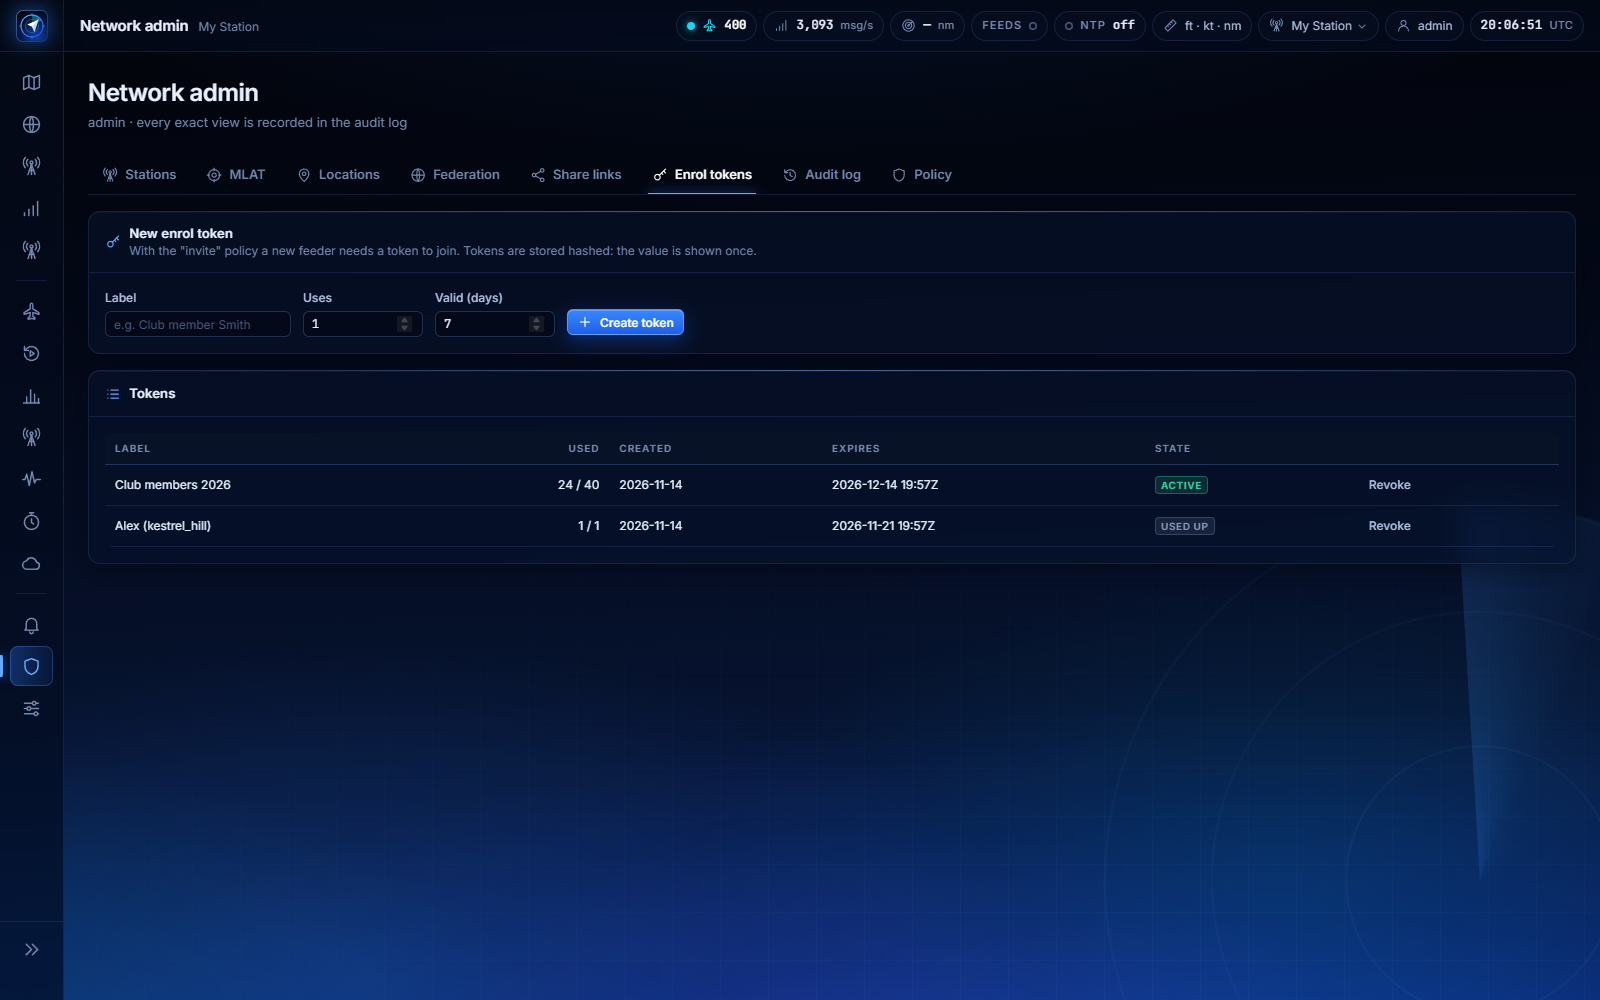 Network admin My Station 400 3,093 msg/s – nm FEEDS NTP off ft · kt · nm My Station admin 20:06:51 UTC
Network admin
admin · every exact view is recorded in the audit log
Stations MLAT Locations Federation Share links Enrol tokens Audit log Policy
New enrol token
With the "invite" policy a new feeder needs a token to join. Tokens are stored hashed: the value is shown once.
Label Uses Valid (days)
e.g. Club member Smith 1 7 Create token
Tokens
LABEL USED CREATED EXPIRES STATE
Club members 2026 24 / 40 2026-11-14 2026-12-14 19:57Z ACTIVE Revoke
Alex (kestrel_hill) 1 / 1 2026-11-14 2026-11-21 19:57Z USED UP Revoke